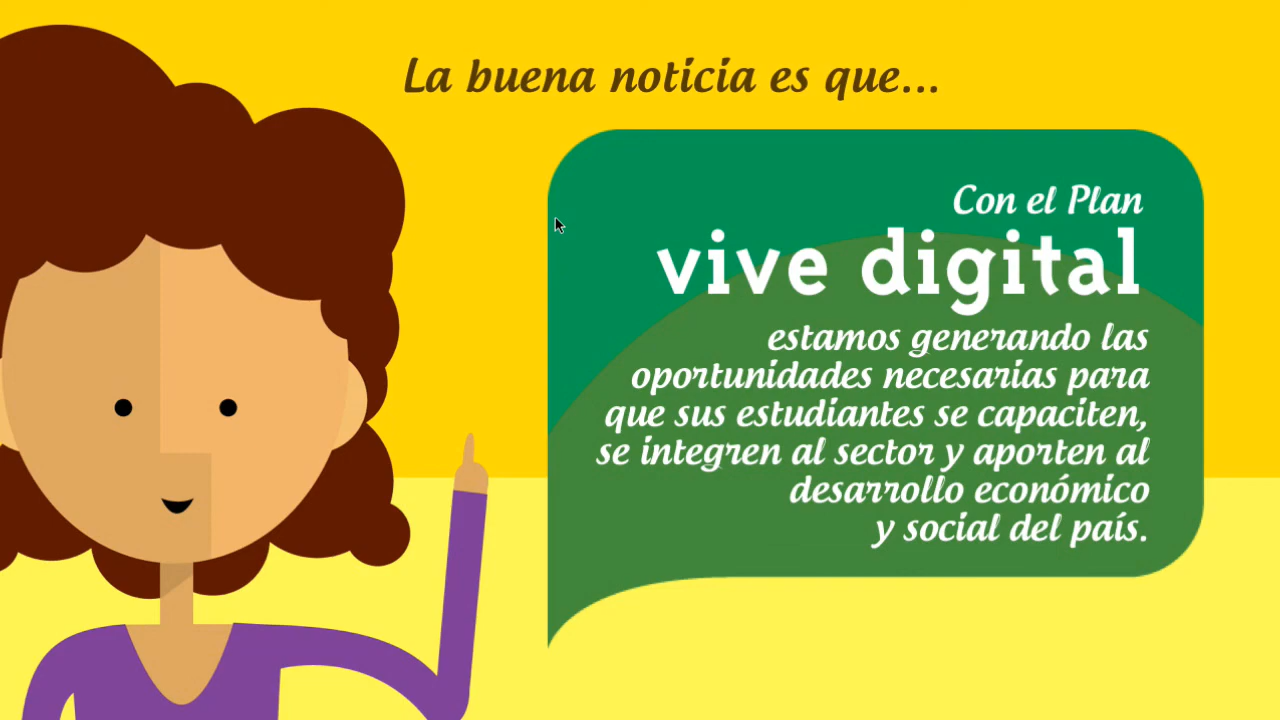 La buena noticia es que...
Con el Plan
vive digital
estamos generando las
oportunidades necesarias para
que sus estudiantes se capaciten,
se integren al sector y aporten al
desarrollo económico
y social del país.